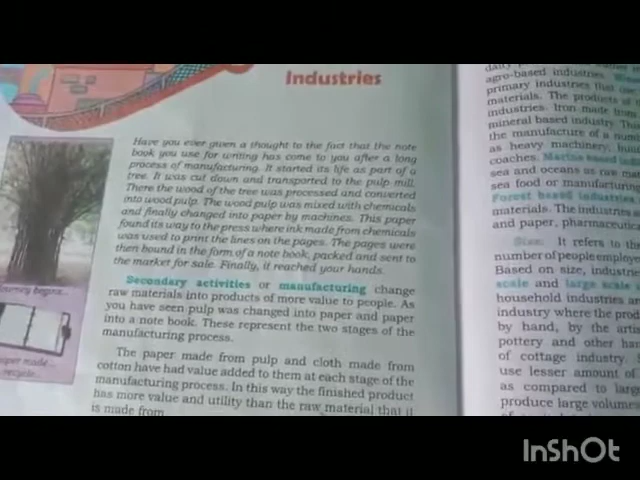 Industries
Have you ever given a thought to the fact that the note
book you use for writing has come to you after a long
process of manufacturing. It started its life as part of a
tree. It was cut down and transported to the pulp mill.
There the wood of the tree was processed and converted
into wood pulp. The wood pulp was mixed with chemicals
and finally changed into paper by machines. This paper
found its way to the press where ink made from chemicals
was used to print the lines on the pages. The pages were
then bound in the form of a note book, packed and sent to
the market for sale. Finally, it reached your hands.
Secondary activities or manufacturing change
raw materials into products of more value to people. As
you have seen pulp was changed into paper and paper
into a note book. These represent the two stages of the
manufacturing process.
The paper made from pulp and cloth made from
cotton have had value added to them at each stage of the
manufacturing process. In this way the finished product
has more value and utility than the raw material that it
is made from
begins...
made...
recycle...
agro-based industries.
primary industries that
materials. The products of
industries. Iron made from
mineral based industry. 
the manufacture of a
as heavy machinery,
coaches. Marine based
sea and oceans as raw
sea food or manufacturing
Forest based industries
materials. The industries
and paper,
Size: It refers to the
number of people
Based on size,
scale and large
household industries
industry where the
by hand, by the
pottery and other
of cottage industry.
use lesser amount of
as compared to
produce large
InShOt